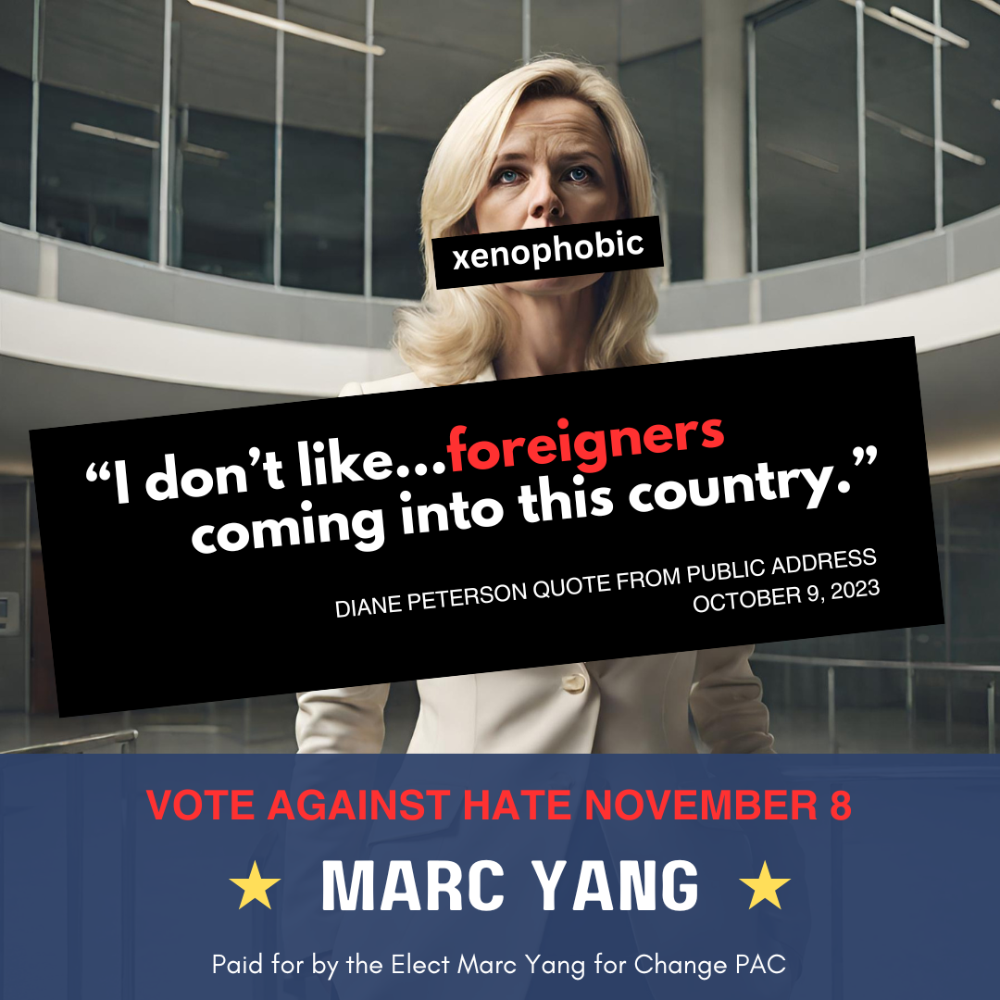 xenophobic
“I don’t like...foreigners
coming into this country.”
DIANE PETERSON QUOTE FROM PUBLIC ADDRESS
OCTOBER 9, 2023
VOTE AGAINST HATE NOVEMBER 8
MARC YANG
Paid for by the Elect Marc Yang for Change PAC